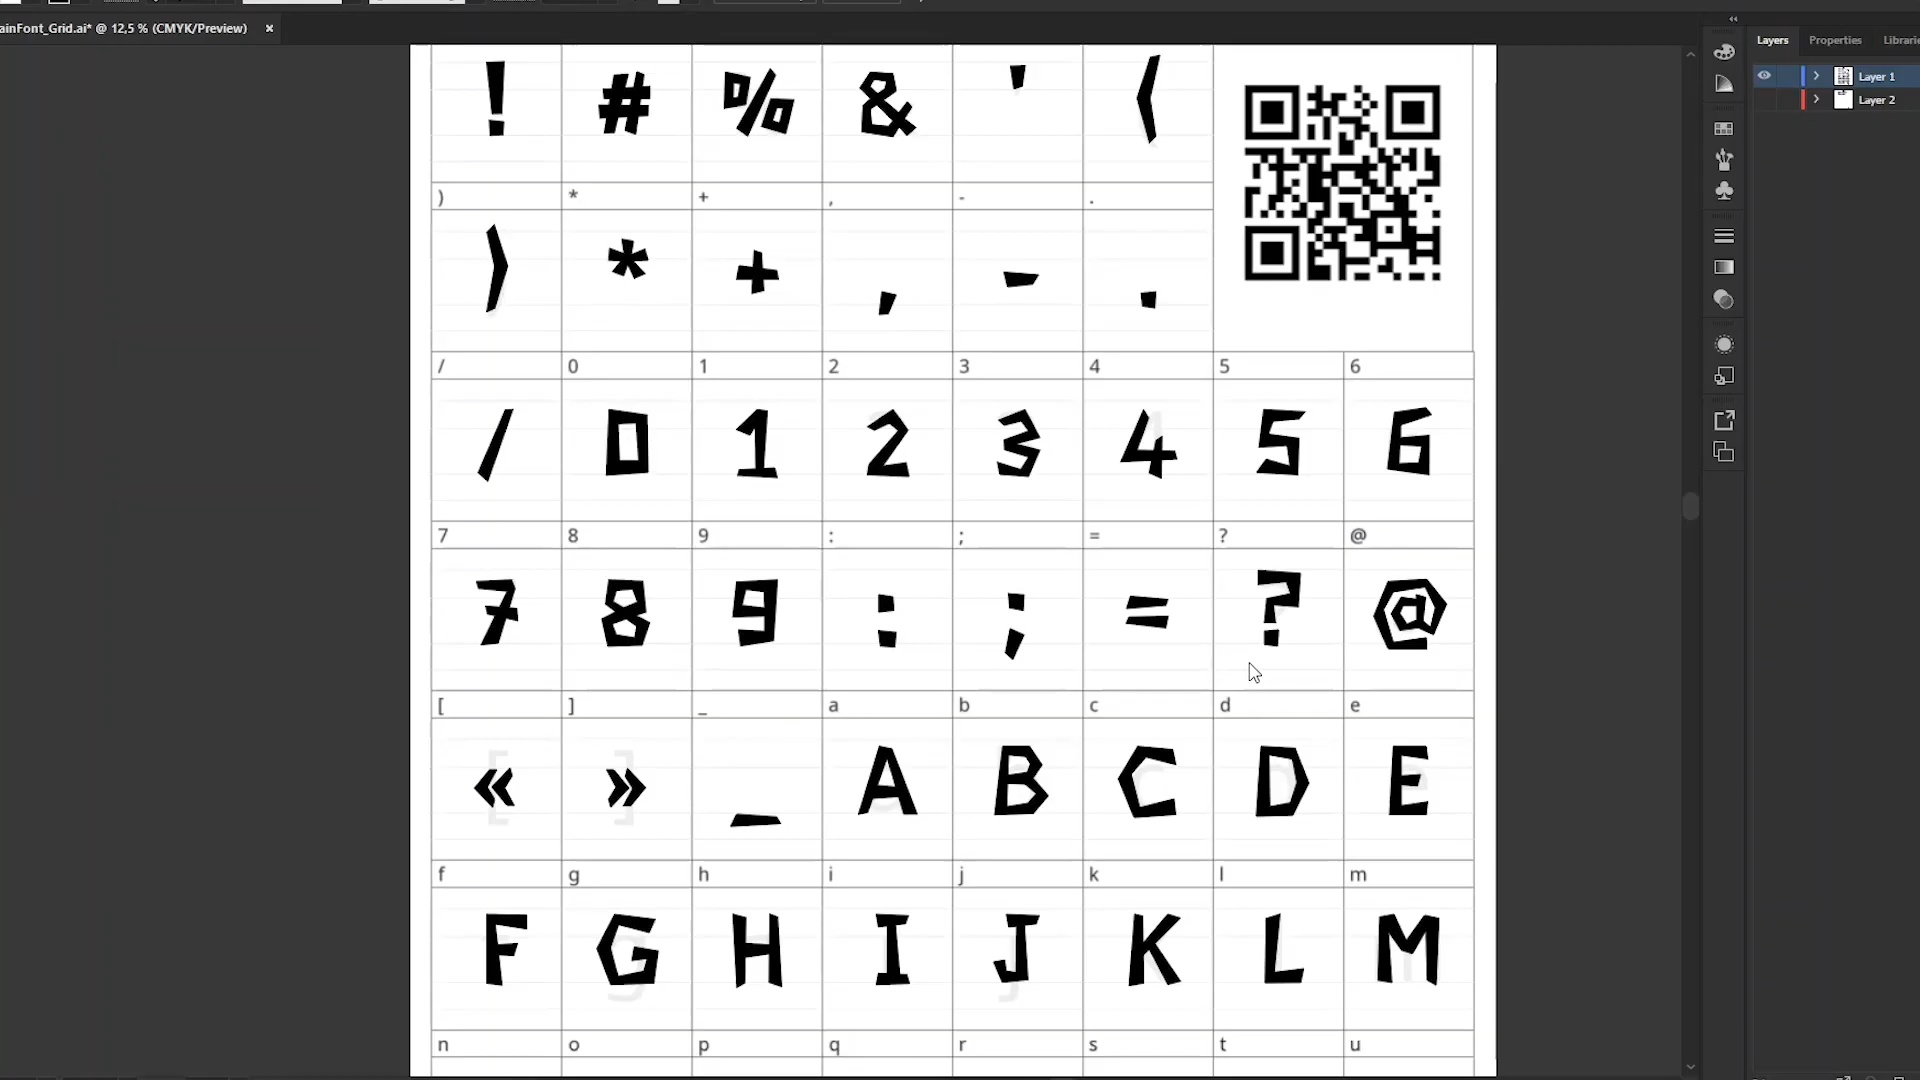 ainFont_Grid.ai* @ 12,5 % (CMYK/Preview) ×
Layers Properties Librarie
Layer 1
Layer 2
! # % & ' (
) * + , - .
) * + , - .
/ 0 1 2 3 4 5 6
/ 0 1 2 3 4 5 6
7 8 9 : ; = ? @
7 8 9 : ; = ? @
[ ] _ a b c d e
« » _ A B C D E
f g h i j k l m
F G H I J K L M
n o p q r s t u